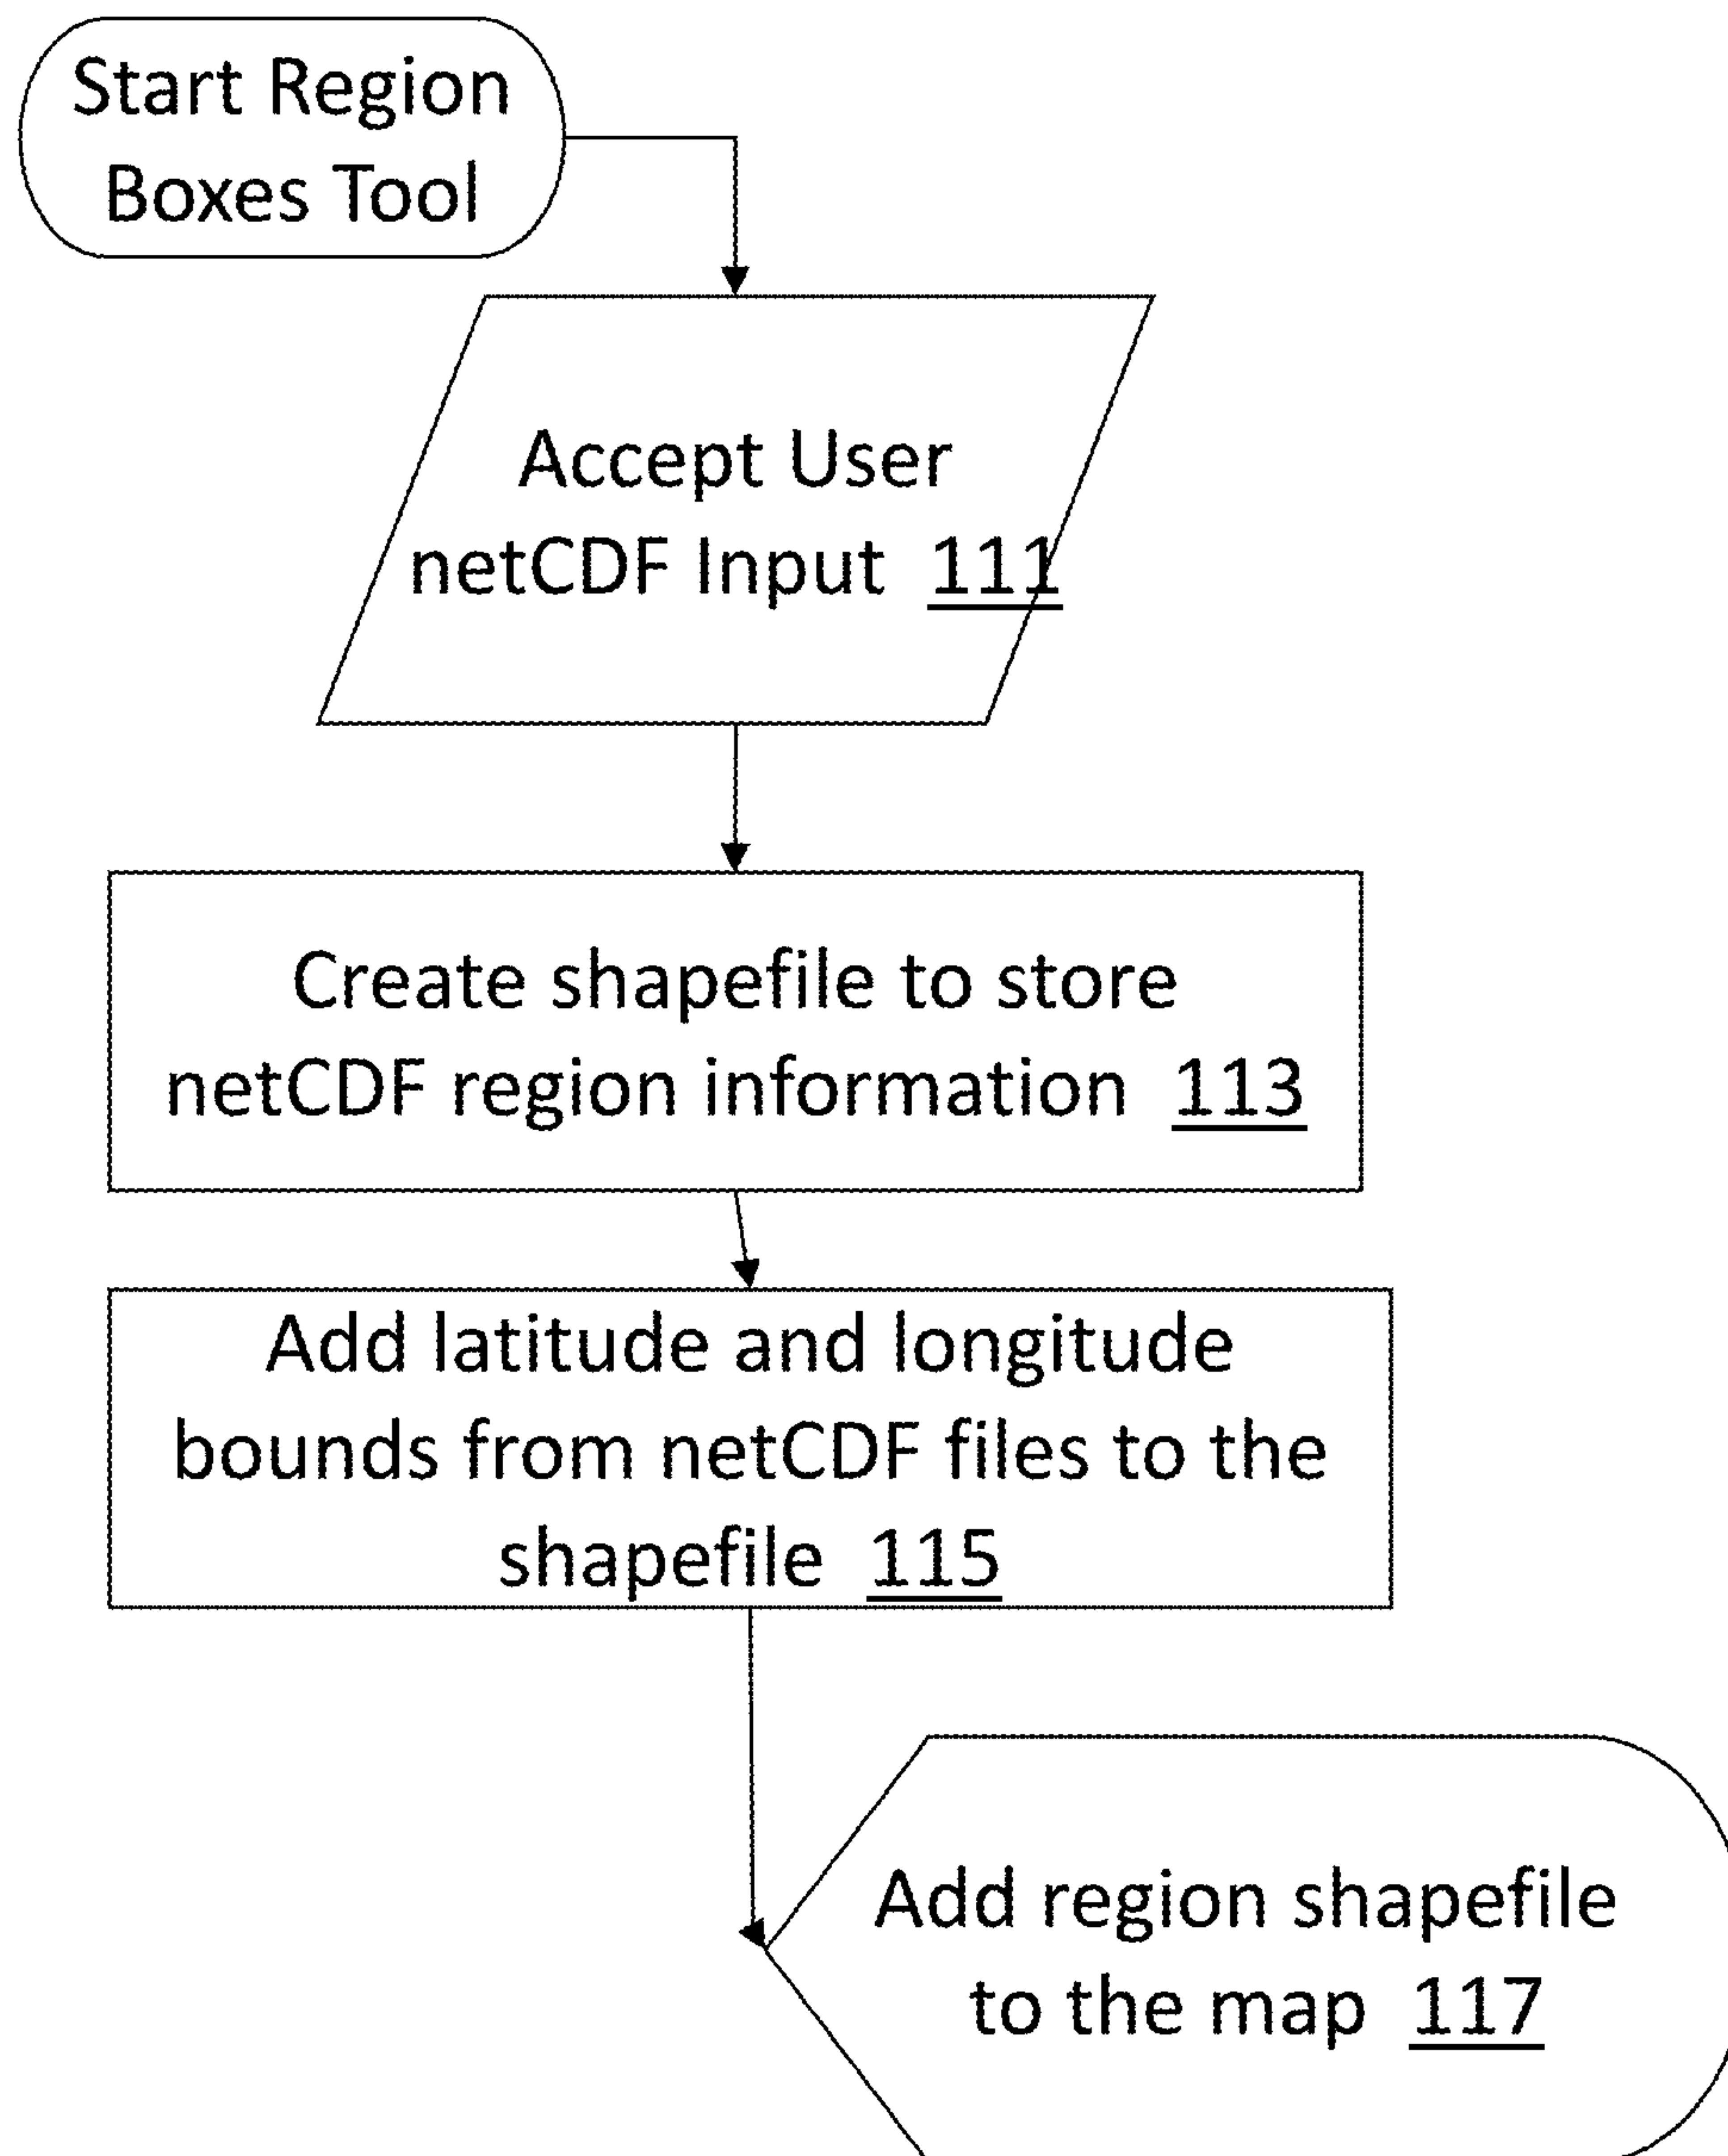 Start Region
Boxes Tool
Accept User
netCDF Input 111
Create shapefile to store
netCDF region information 113
Add latitude and longitude
bounds from netCDF files to the
shapefile 115
Add region shapefile
to the map 117